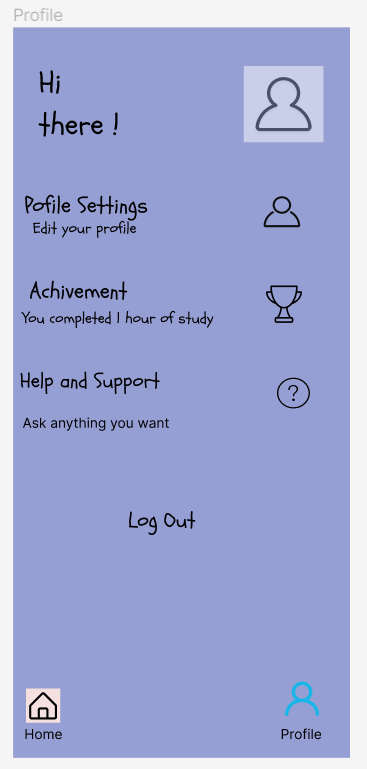 Profile
Hi
there !
Pofile Settings
Edit your profile
Achivement
You completed 1 hour of study
Help and Support
Ask anything you want
Log Out
Home
Profile